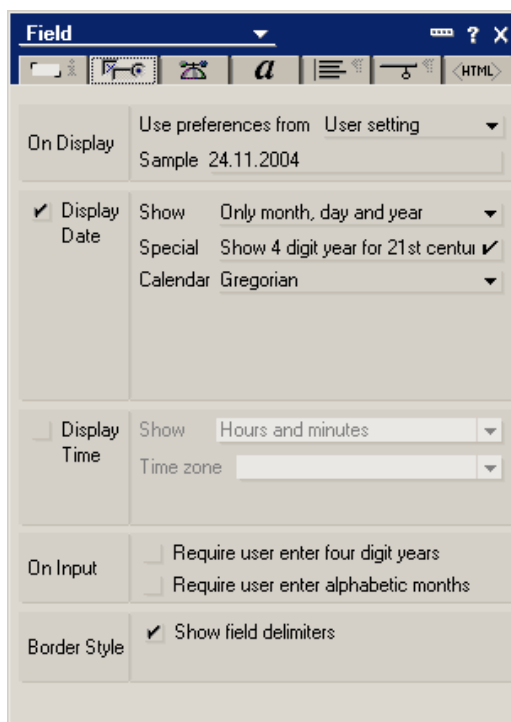 Field
? X
i a <HTML>
On Display
Use preferences from User setting
Sample 24.11.2004
Display Date
Show Only month, day and year
Special Show 4 digit year for 21st centu
Calendar Gregorian
Display Time
Show Hours and minutes
Time zone
On Input
Require user enter four digit years
Require user enter alphabetic months
Border Style
Show field delimiters